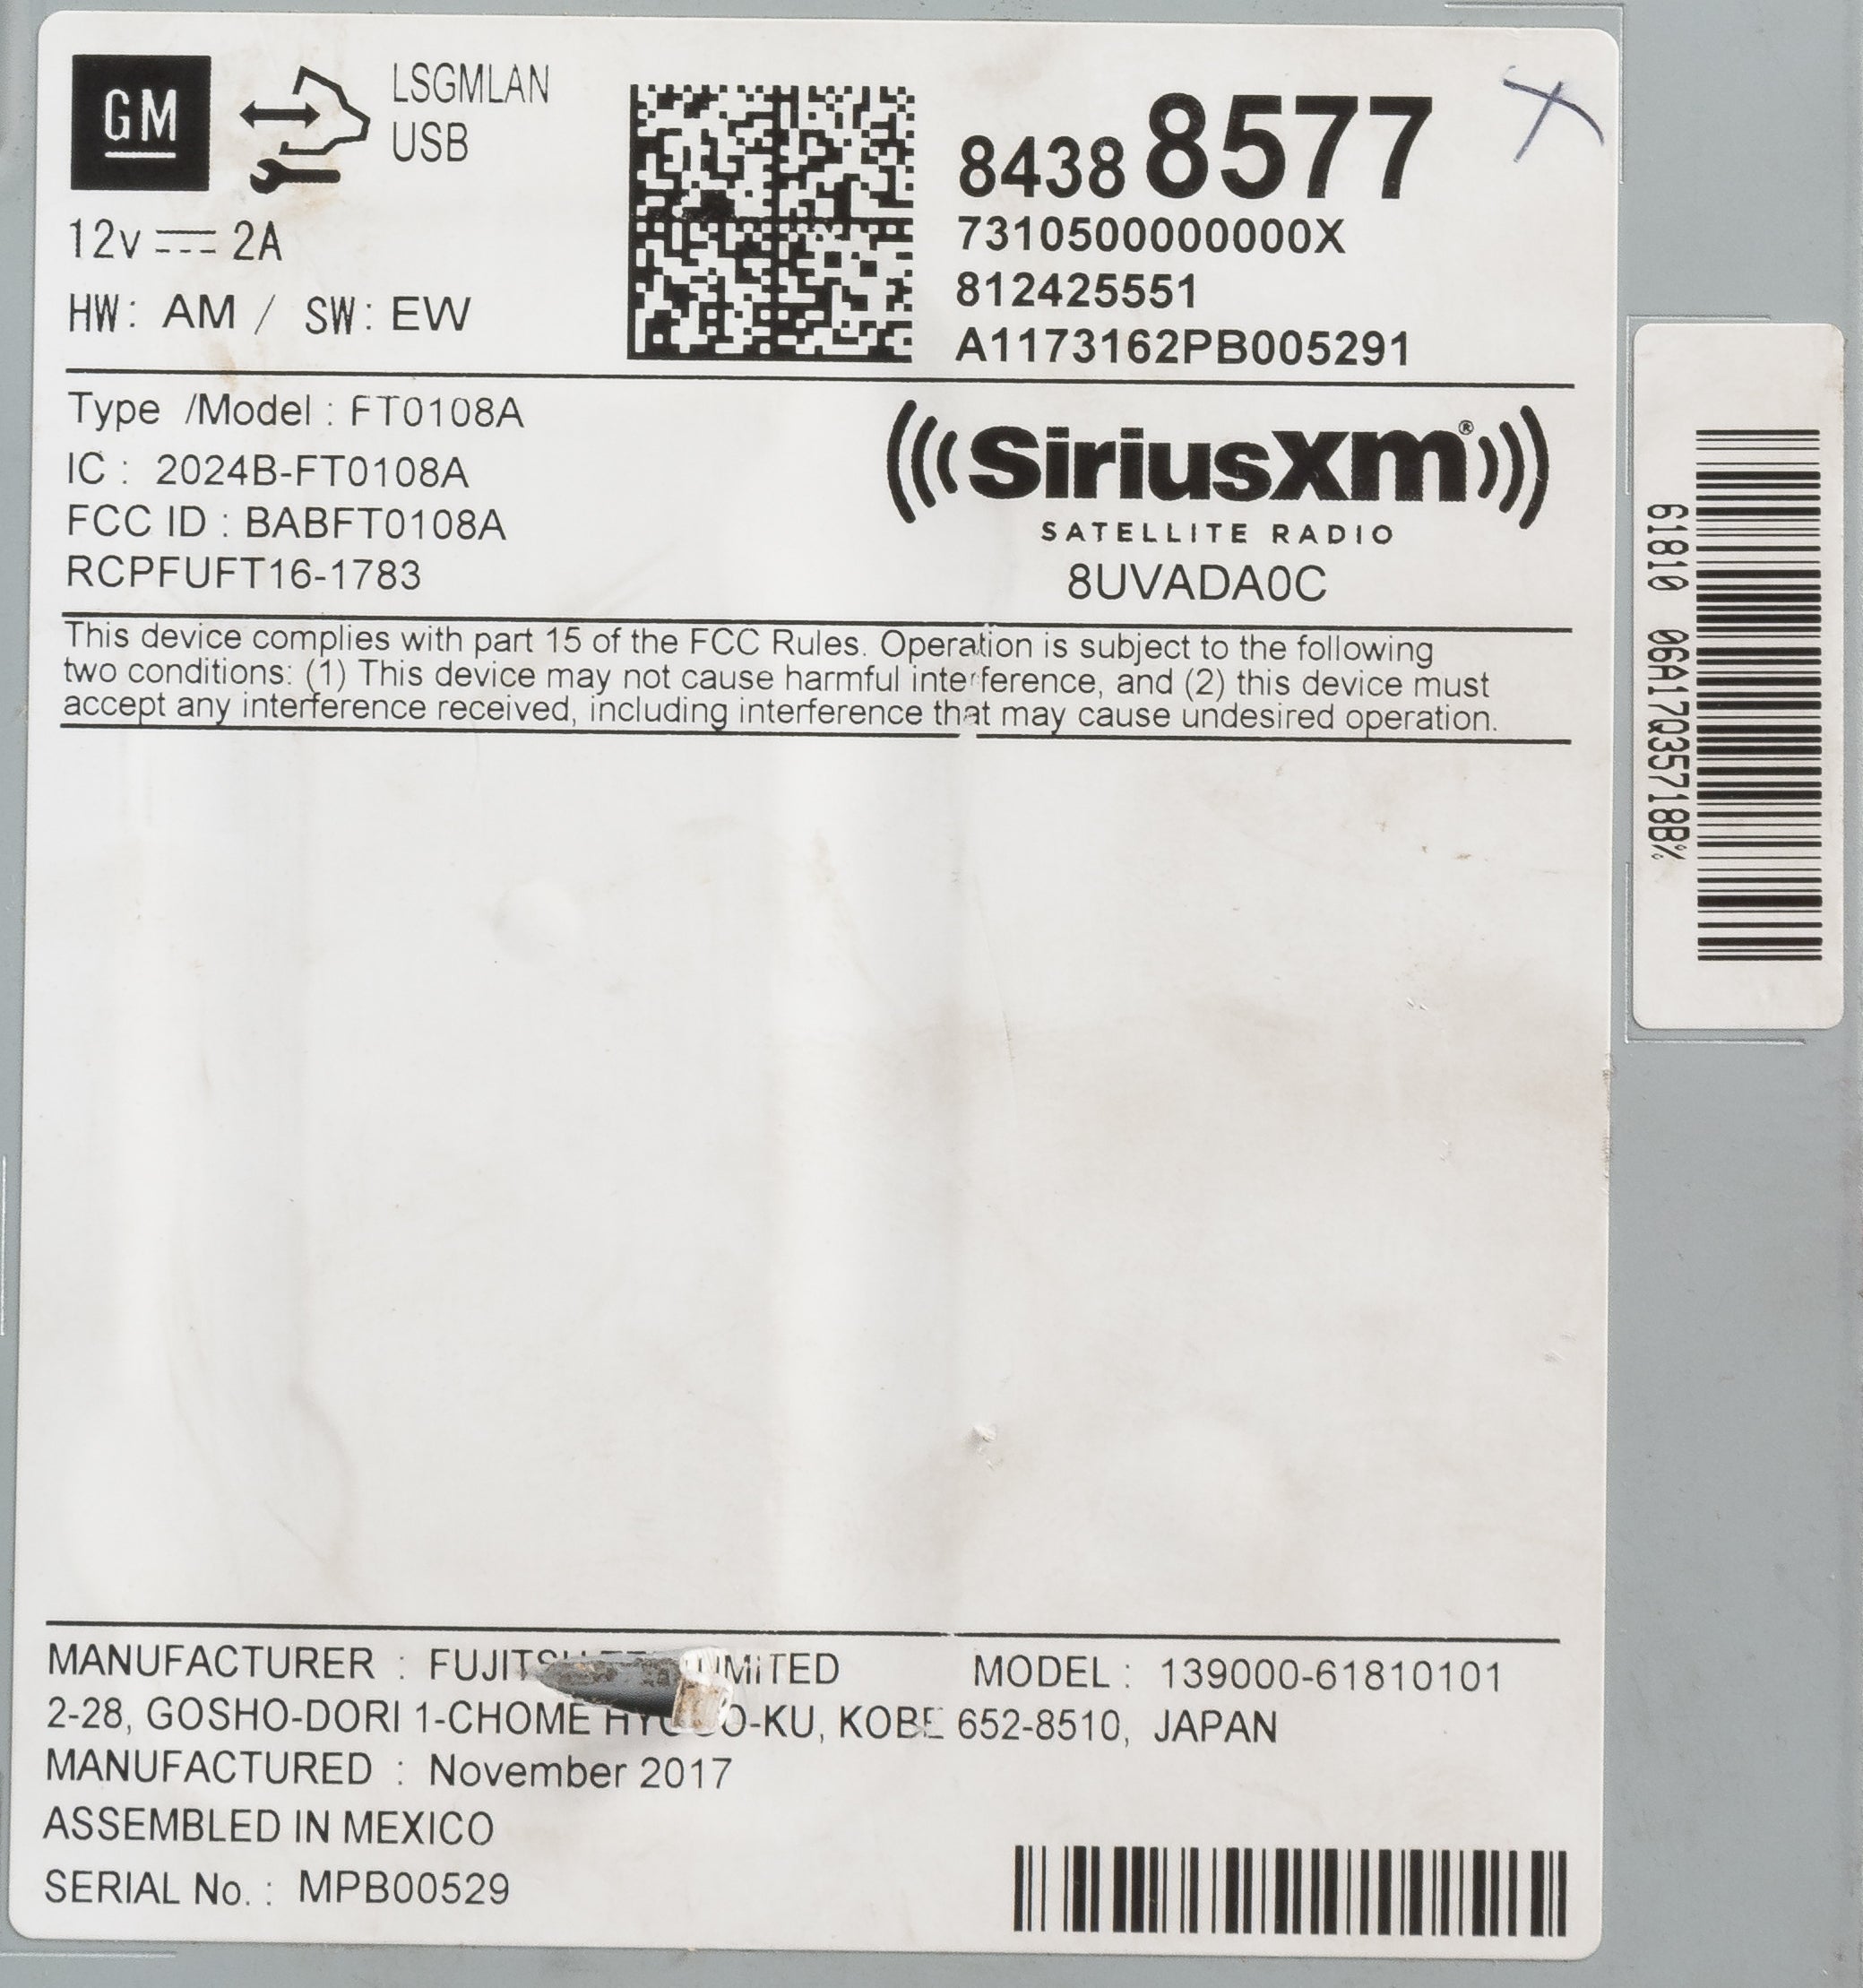 GM
LSGMLAN
USB
12v 2A
HW: AM / SW: EW
8438 8577
7310500000000X
812425551
A1173162PB005291
Type /Model : FT0108A
IC : 2024B-FT0108A
FCC ID : BABFT0108A
RCPFUFT16-1783
SiriusXm®
SATELLITE RADIO
8UVADA0C
This device complies with part 15 of the FCC Rules. Operation is subject to the following
two conditions: (1) This device may not cause harmful interference, and (2) this device must
accept any interference received, including interference that may cause undesired operation.
61810 06A17Q35718B%
MANUFACTURER : FUJITSU LIMITED MODEL : 139000-61810101
2-28, GOSHO-DORI 1-CHOME KU, KOBE 652-8510, JAPAN
MANUFACTURED : November 2017
ASSEMBLED IN MEXICO
SERIAL No. : MPB00529